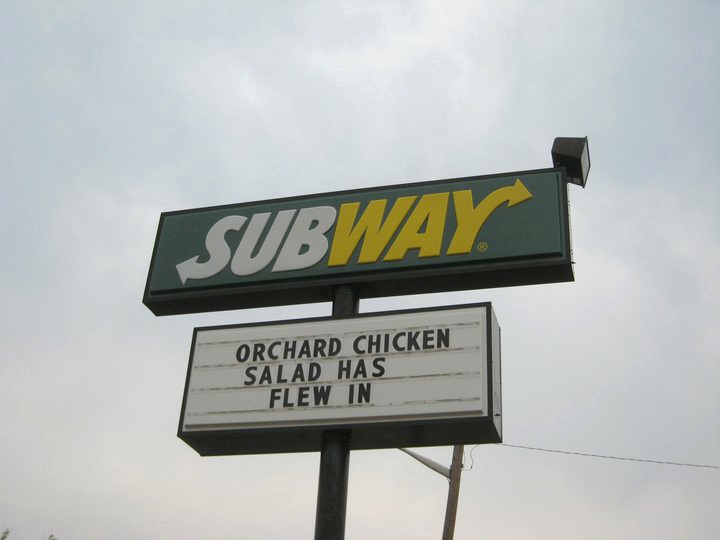 SUBWAY®
ORCHARD CHICKEN
SALAD HAS
FLEW IN